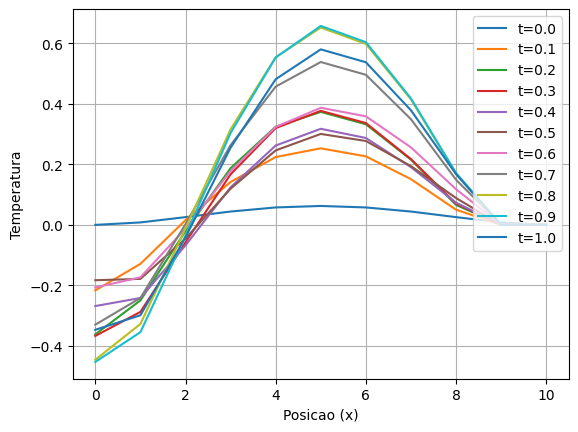 0.6
0.4
0.2
0.0
−0.2
−0.4
Temperatura
0
2
4
6
8
10
Posicao (x)
t=0.0
t=0.1
t=0.2
t=0.3
t=0.4
t=0.5
t=0.6
t=0.7
t=0.8
t=0.9
t=1.0